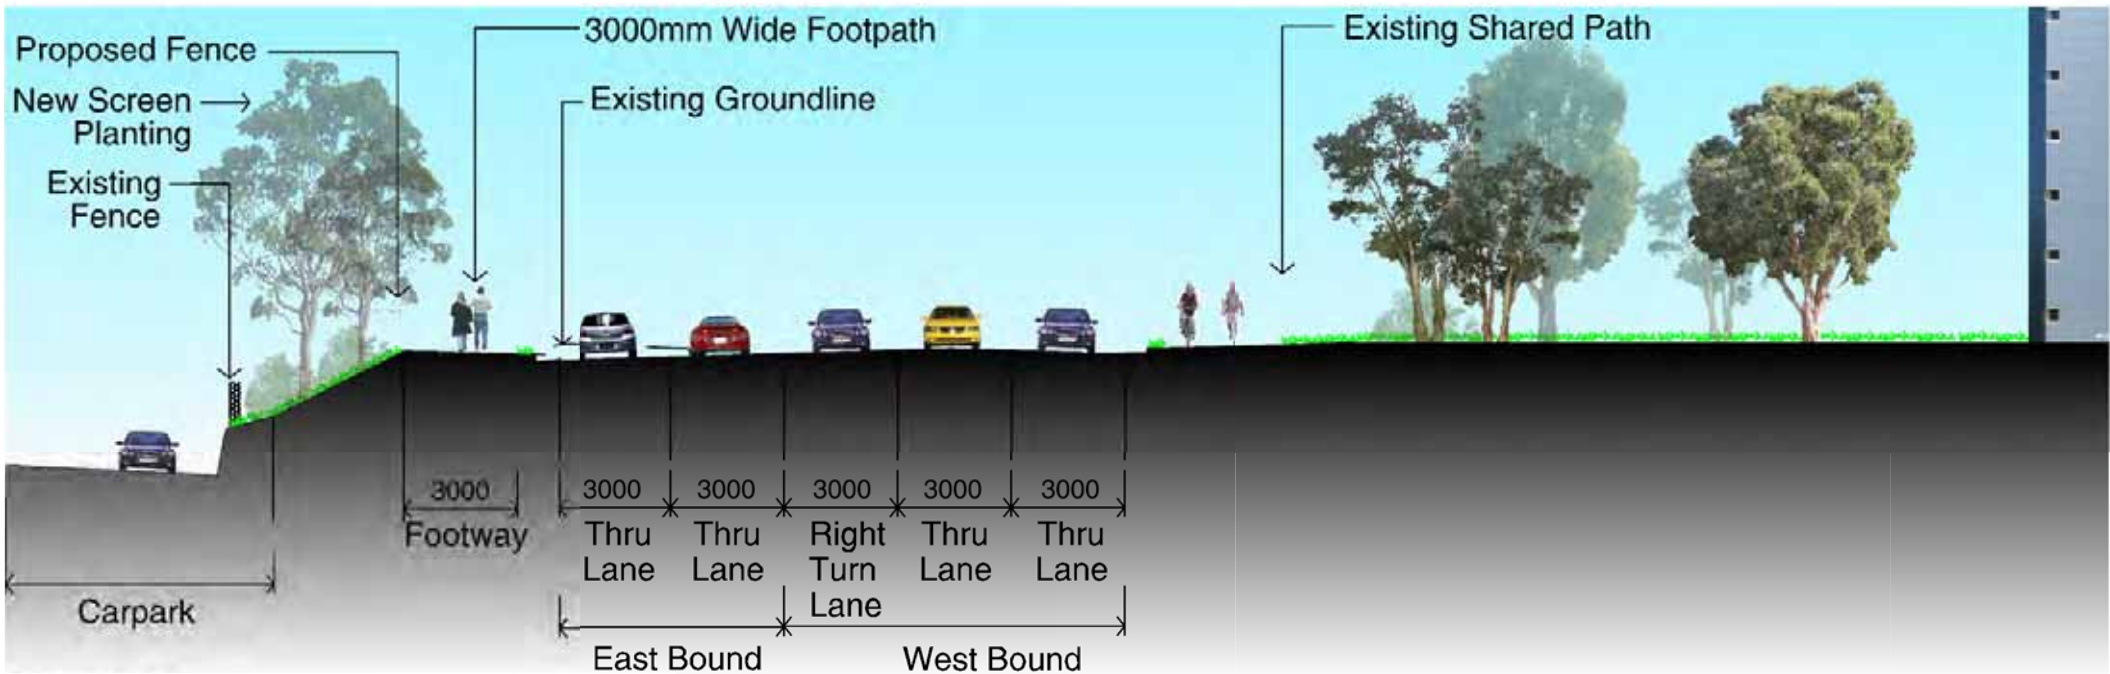 Proposed Fence
New Screen
Planting
Existing
Fence
3000mm Wide Footpath
Existing Groundline
Existing Shared Path
3000
Footway
3000
Thru
Lane
3000
Thru
Lane
3000
Right
Turn
Lane
3000
Thru
Lane
3000
Thru
Lane
Carpark
East Bound
West Bound